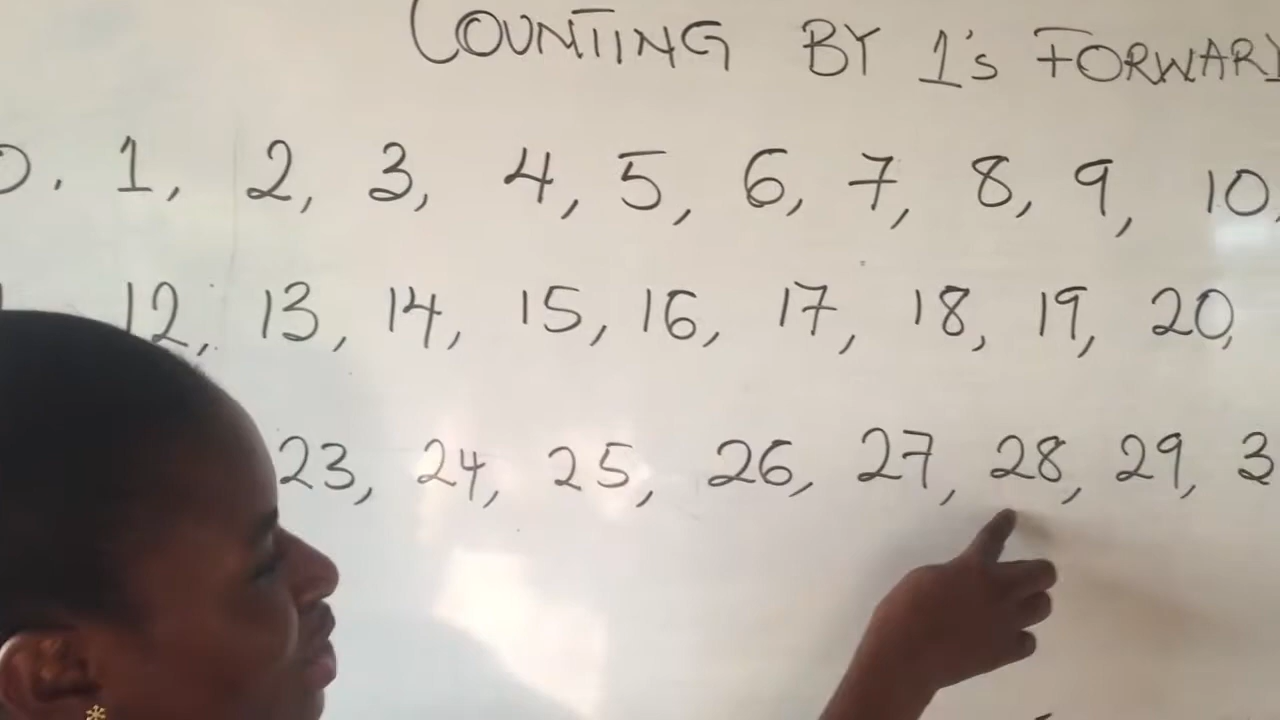 COUNTING BY 1's FORWARD
0. 1, 2, 3, 4, 5, 6, 7, 8, 9, 10,
12, 13, 14, 15, 16, 17, 18, 19, 20,
23, 24, 25, 26, 27, 28, 29, 3